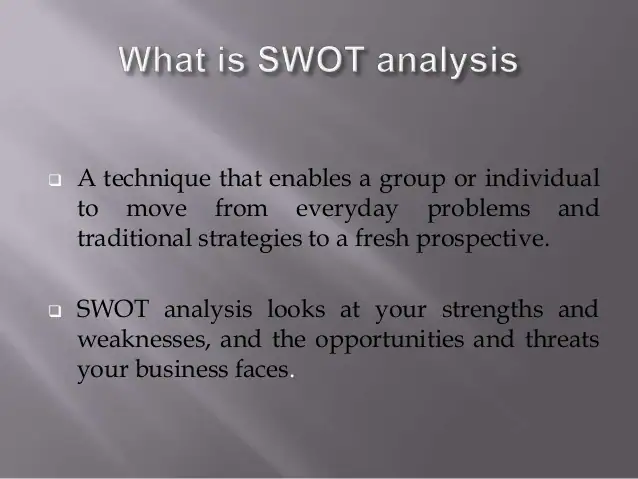 What is SWOT analysis
A technique that enables a group or individual
to move from everyday problems and
traditional strategies to a fresh prospective.
SWOT analysis looks at your strengths and
weaknesses, and the opportunities and threats
your business faces.